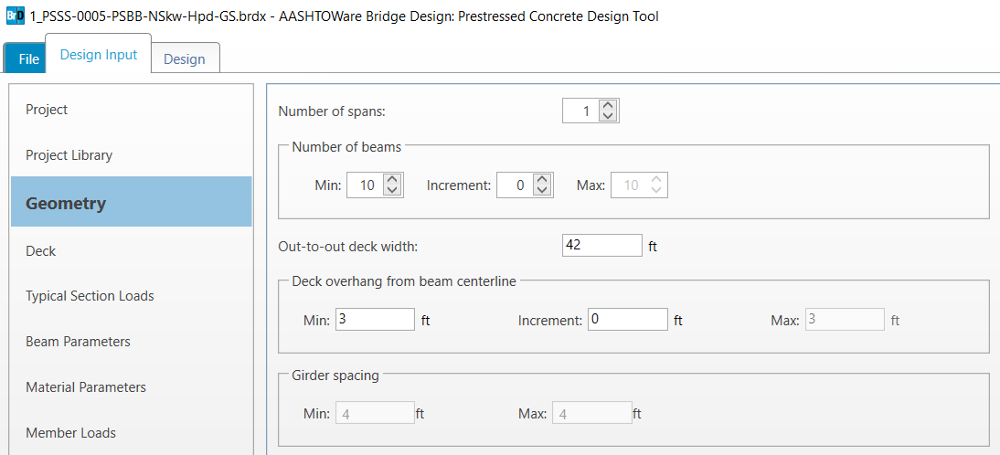 BrD 1_PSSS-0005-PSBB-NSkw-Hpd-GS.brdx - AASHTOWare Bridge Design: Prestressed Concrete Design Tool
File Design Input Design
Project
Project Library
Geometry
Deck
Typical Section Loads
Beam Parameters
Material Parameters
Member Loads
Number of spans: 1
Number of beams
Min: 10 Increment: 0 Max: 10
Out-to-out deck width: 42 ft
Deck overhang from beam centerline
Min: 3 ft Increment: 0 ft Max: 3 ft
Girder spacing
Min: 4 ft Max: 4 ft